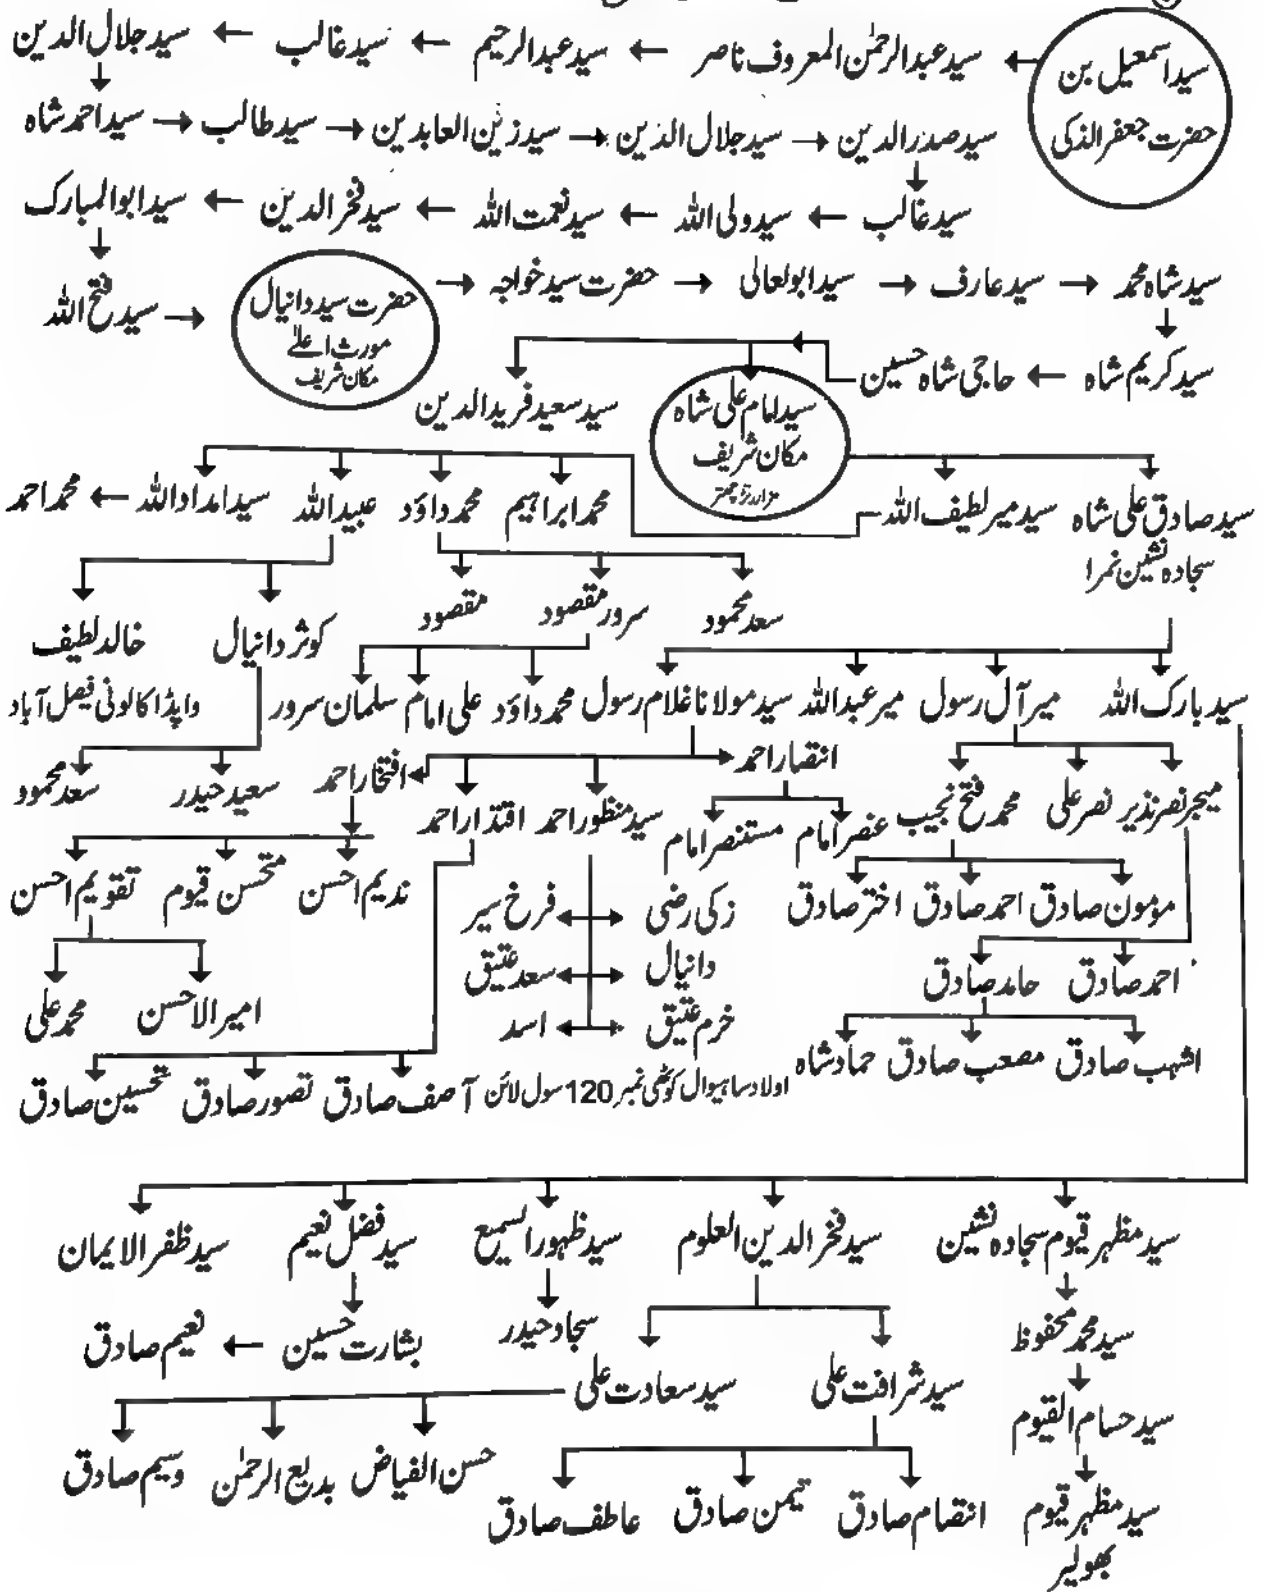 سید اسمعیل بن حضرت جعفر الذکی
سید عبدالرحمٰن المعروف ناصر ← سید عبدالرحیم ← سید غالب ← سید جلال الدین
سید صدر الدین → سید جلال الدین → سید زین العابدین → سید طالب → سید احمد شاہ
سید غالب ← سید ولی اللہ ← سید نعمت اللہ ← سید فخر الدین ← سید ابوالمبارک
سید شاہ محمد → سید عارف → سید ابولعالی → حضرت سید خواجہ → حضرت سید دانیال مورث اعلےٰ مکان شریف → سید فتح اللہ
سید کریم شاہ ← حاجی شاہ حسین
سید امام علی شاہ مکان شریف
سید سعید فرید الدین
سید صادق علی شاہ سجادہ نشین نمرا
سید میر لطیف اللہ
محمد ابراہیم
محمد داؤد
عبید اللہ
سید امداد اللہ ← محمد احمد
سعد محمود
سرور مقصود
مقصود
کوثر دانیال
خالد لطیف
واپڈا کالونی فیصل آباد
سید بارک اللہ
میر آل رسول
میر عبداللہ
سید مولانا غلام رسول
محمد داؤد
علی امام
سلمان سرور
انتصار احمد
افتخار احمد
سعید حیدر
سعد محمود
میجر نصر نذیر
نصر علی
محمد فتح نجیب
عنصر امام
مستنصر امام
سید منظور احمد
اقتدار احمد
ندیم احسن
متحسن قیوم
تقویم احسن
مومون صادق
احمد صادق
اختر صادق
زکی رضی
فرخ سیر
دانیال
سعد عتیق
خرم عتیق
اسد
احمد صادق
حامد صادق
امیر الاحسن
محمد علی
اشہب صادق
مصعب صادق
حماد شاہ
اولاد ساہیوال کوٹھی نمبر 120 سول لائن
آصف صادق
تصور صادق
تحسین صادق
سید مظہر قیوم سجادہ نشین
سید فخر الدین العلوم
سید ظہور السمیع
سید فضل نعیم
سید ظفر الایمان
سید محمد محفوظ
سجاد حیدر
بشارت حسین ← نعیم صادق
سید شرافت علی
سید سعادت علی
سید حسام القیوم
حسن الفیاض
بدیع الرحمٰن
وسیم صادق
سید مظہر قیوم
انتصام صادق
تیمن صادق
عاطف صادق
بھولیر